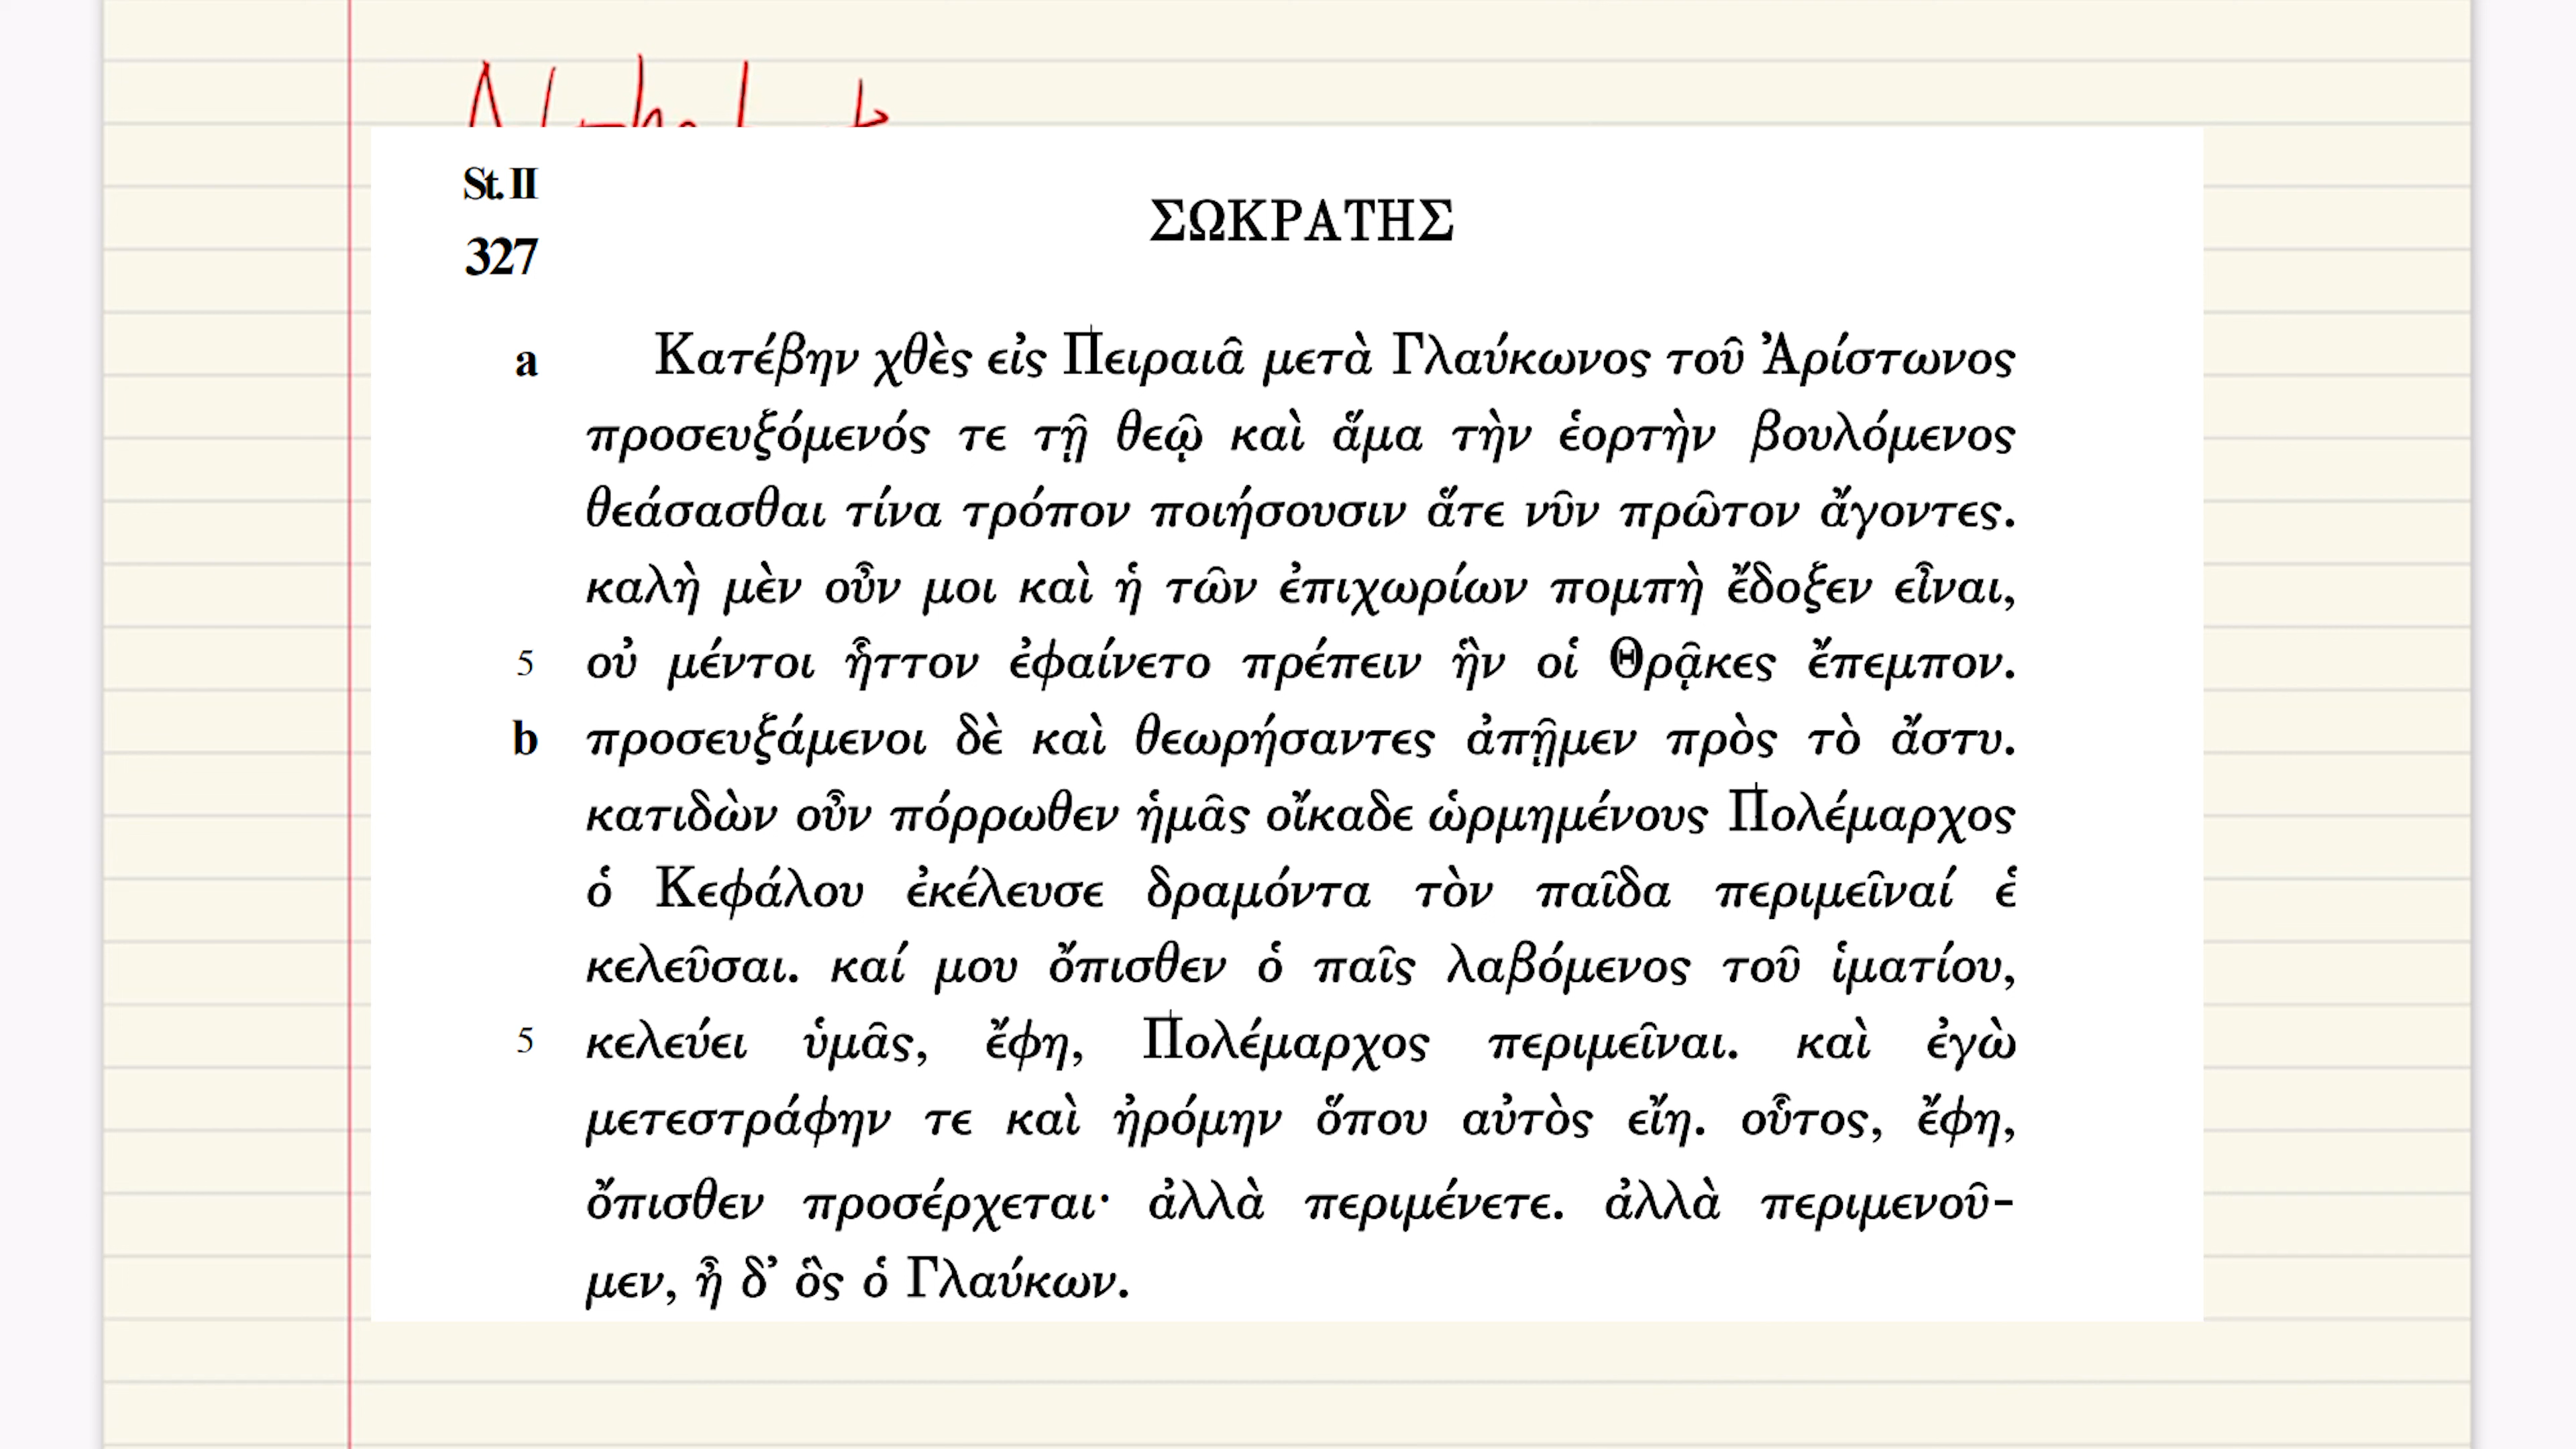 St. II
327
ΣΩΚΡΑΤΗΣ
a Κατέβην χθὲς εἰς Πειραιᾶ μετὰ Γλαύκωνος τοῦ Ἀρίστωνος
προσευξόμενός τε τῇ θεῷ καὶ ἅμα τὴν ἑορτὴν βουλόμενος
θεάσασθαι τίνα τρόπον ποιήσουσιν ἅτε νῦν πρῶτον ἄγοντες.
καλὴ μὲν οὖν μοι καὶ ἡ τῶν ἐπιχωρίων πομπὴ ἔδοξεν εἶναι,
5 οὐ μέντοι ἧττον ἐφαίνετο πρέπειν ἣν οἱ Θρᾷκες ἔπεμπον.
b προσευξάμενοι δὲ καὶ θεωρήσαντες ἀπῇμεν πρὸς τὸ ἄστυ.
κατιδὼν οὖν πόρρωθεν ἡμᾶς οἴκαδε ὡρμημένους Πολέμαρχος
ὁ Κεφάλου ἐκέλευσε δραμόντα τὸν παῖδα περιμεῖναί ἑ
κελεῦσαι. καί μου ὄπισθεν ὁ παῖς λαβόμενος τοῦ ἱματίου,
5 κελεύει ὑμᾶς, ἔφη, Πολέμαρχος περιμεῖναι. καὶ ἐγὼ
μετεστράφην τε καὶ ἠρόμην ὅπου αὐτὸς εἴη. οὗτος, ἔφη,
ὄπισθεν προσέρχεται· ἀλλὰ περιμένετε. ἀλλὰ περιμενοῦ-
μεν, ἦ δ’ ὃς ὁ Γλαύκων.